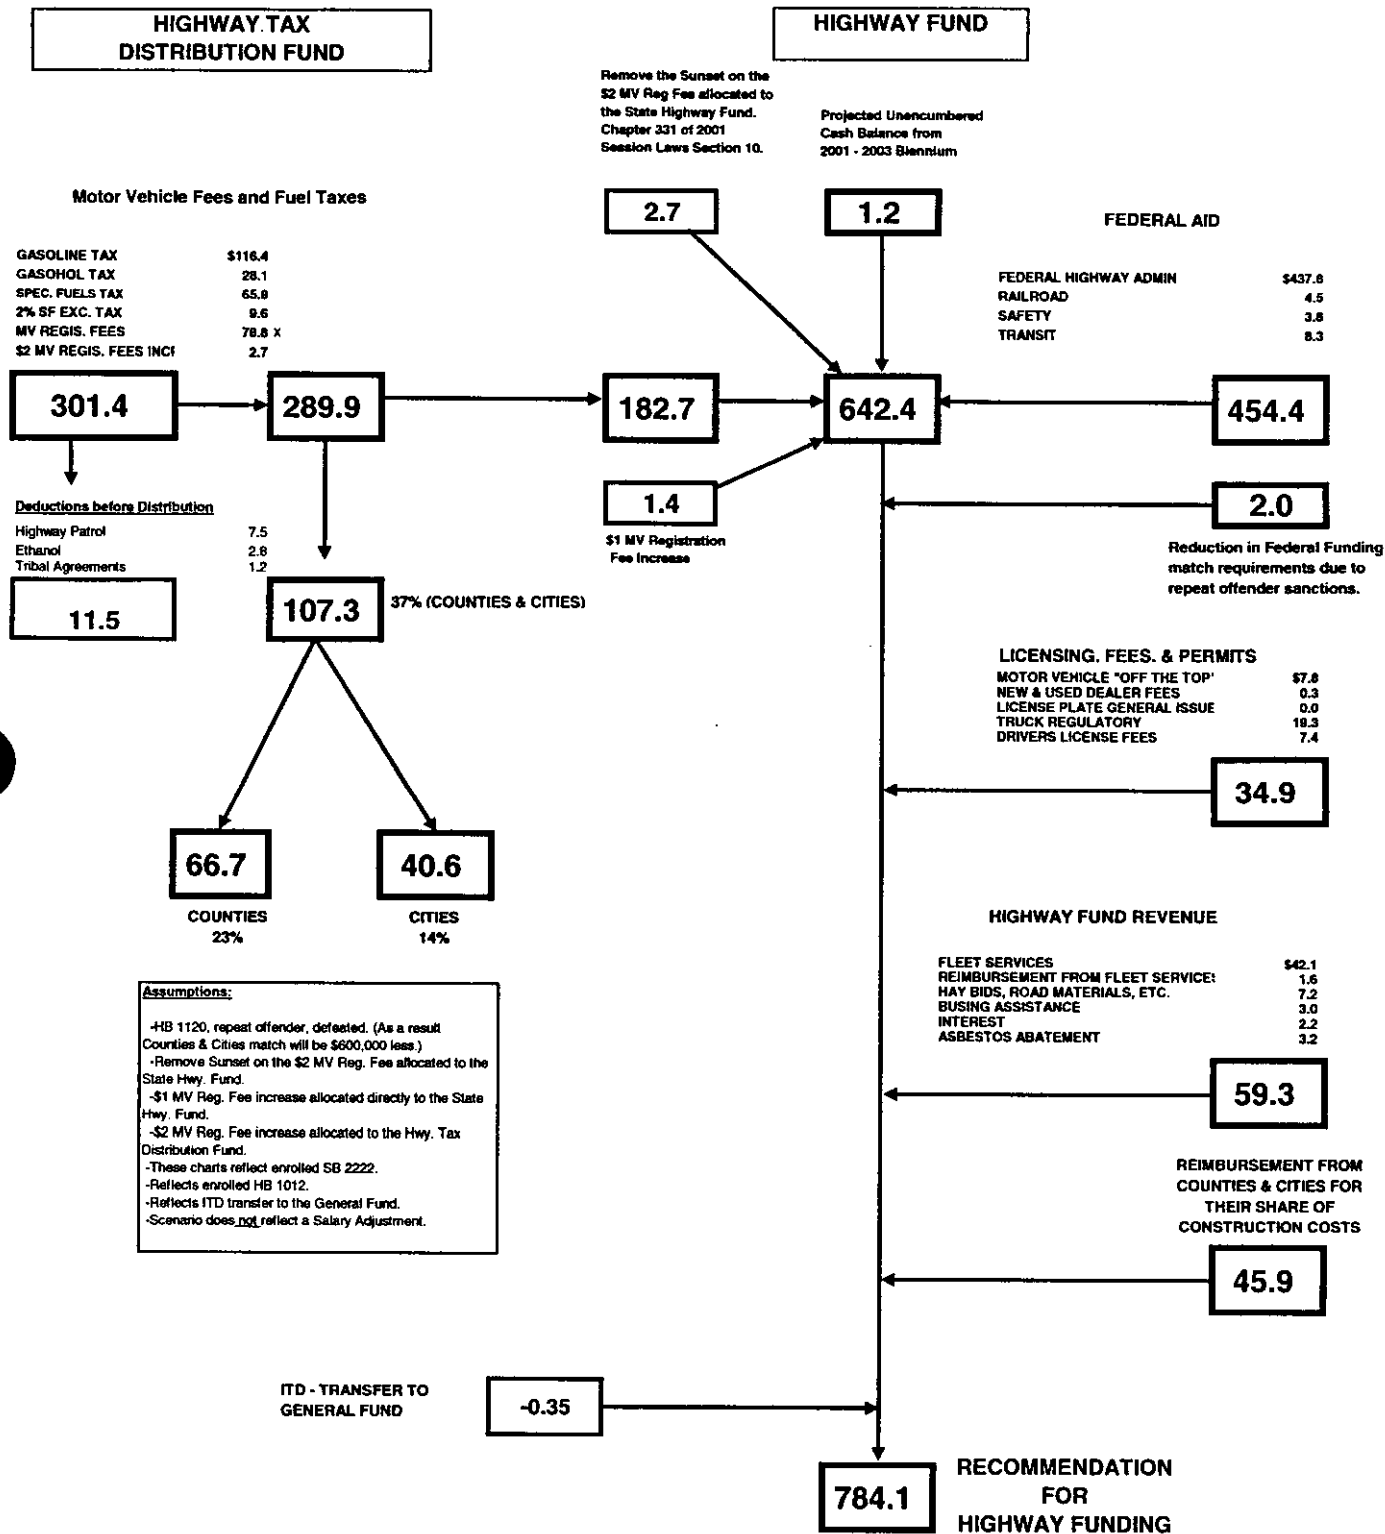 HIGHWAY TAX
DISTRIBUTION FUND
HIGHWAY FUND
Remove the Sunset on the
$2 MV Reg Fee allocated to
the State Highway Fund.
Chapter 331 of 2001
Session Laws Section 10.
Projected Unencumbered
Cash Balance from
2001 - 2003 Biennium
Motor Vehicle Fees and Fuel Taxes
2.7
1.2
FEDERAL AID
GASOLINE TAX $116.4
GASOHOL TAX 28.1
SPEC. FUELS TAX
2% SF EXC. TAX 9.6
MV REGIS. FEES X
$2 MV REGIS. FEES INCF 2.7
FEDERAL HIGHWAY ADMIN
RAILROAD 4.5
SAFETY
TRANSIT 8.3
301.4
289.9
182.7
642.4
454.4
1.4
$1 MV Registration
Fee Increase
2.0
Reduction in Federal Funding
match requirements due to
repeat offender sanctions.
Deductions before Distribution
Highway Patrol 7.5
Ethanol 2.8
Tribal Agreements 1.2
11.5
107.3
37% (COUNTIES & CITIES)
LICENSING, FEES, & PERMITS
MOTOR VEHICLE "OFF THE TOP"
NEW & USED DEALER FEES 0.3
LICENSE PLATE GENERAL ISSUE 0.0
TRUCK REGULATORY 19.3
DRIVERS LICENSE FEES 7.4
34.9
66.7
COUNTIES
23%
40.6
CITIES
14%
HIGHWAY FUND REVENUE
FLEET SERVICES $42.1
REIMBURSEMENT FROM FLEET SERVICES 1.6
HAY BIDS, ROAD MATERIALS, ETC. 7.2
BUSING ASSISTANCE 3.0
INTEREST 2.2
ASBESTOS ABATEMENT 3.2
59.3
Assumptions:
-HB 1120, repeat offender, defeated. (As a result
Counties & Cities match will be $600,000 less.)
-Remove Sunset on the $2 MV Reg. Fee allocated to the
State Hwy. Fund.
-$1 MV Reg. Fee increase allocated directly to the State
Hwy. Fund.
-$2 MV Reg. Fee increase allocated to the Hwy. Tax
Distribution Fund.
-These charts reflect enrolled SB 2222.
-Reflects enrolled HB 1012.
-Reflects ITD transfer to the General Fund.
-Scenario does not reflect a Salary Adjustment.
REIMBURSEMENT FROM
COUNTIES & CITIES FOR
THEIR SHARE OF
CONSTRUCTION COSTS
45.9
ITD - TRANSFER TO
GENERAL FUND
-0.35
784.1
RECOMMENDATION
FOR
HIGHWAY FUNDING